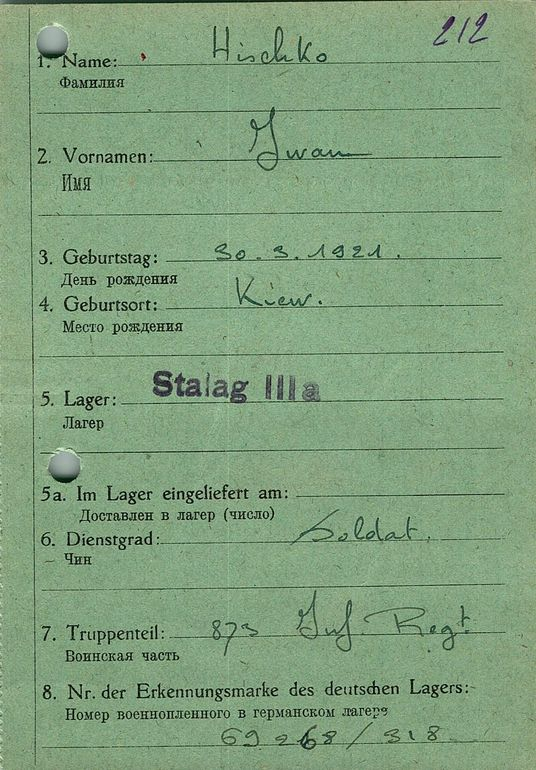 212
1. Name: Hischko
Фамилия
2. Vornamen: Iwan
Имя
3. Geburtstag: 30. 3. 1921.
День рождения
4. Geburtsort: Kiew.
Место рождения
5. Lager: Stalag IIIa
Лагер
5a. Im Lager eingeliefert am:
Доставлен в лагер (число)
6. Dienstgrad: Soldat.
Чин
7. Truppenteil: 873 Inf. Regt.
Воинская часть
8. Nr. der Erkennungsmarke des deutschen Lagers:
Номер военнопленного в германском лагере
69268/318